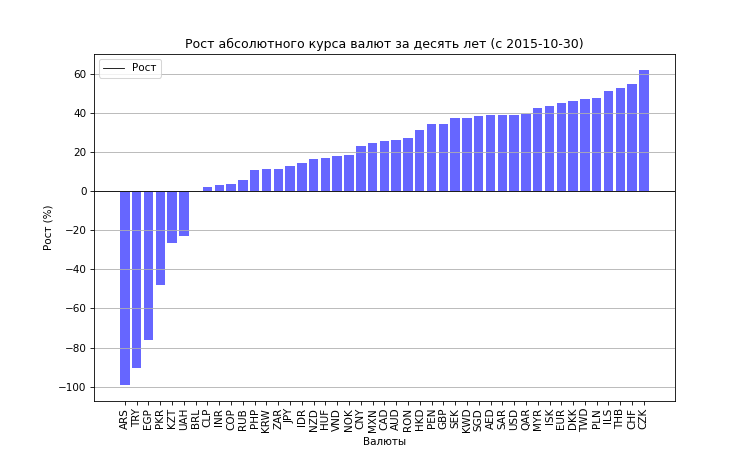 Рост абсолютного курса валют за десять лет (с 2015-10-30)
Рост
60
40
20
0
−20
−40
−60
−80
−100
Рост (%)
ARS TRY EGP PKR KZT UAH BRL CLP INR COP RUB PHP KRW ZAR JPY IDR NZD HUF VND NOK CNY MXN CAD AUD RON HKD PEN GBP SEK KWD SGD AED SAR USD QAR MYR ISK EUR DKK TWD PLN ILS THB CHF CZK
Валюты